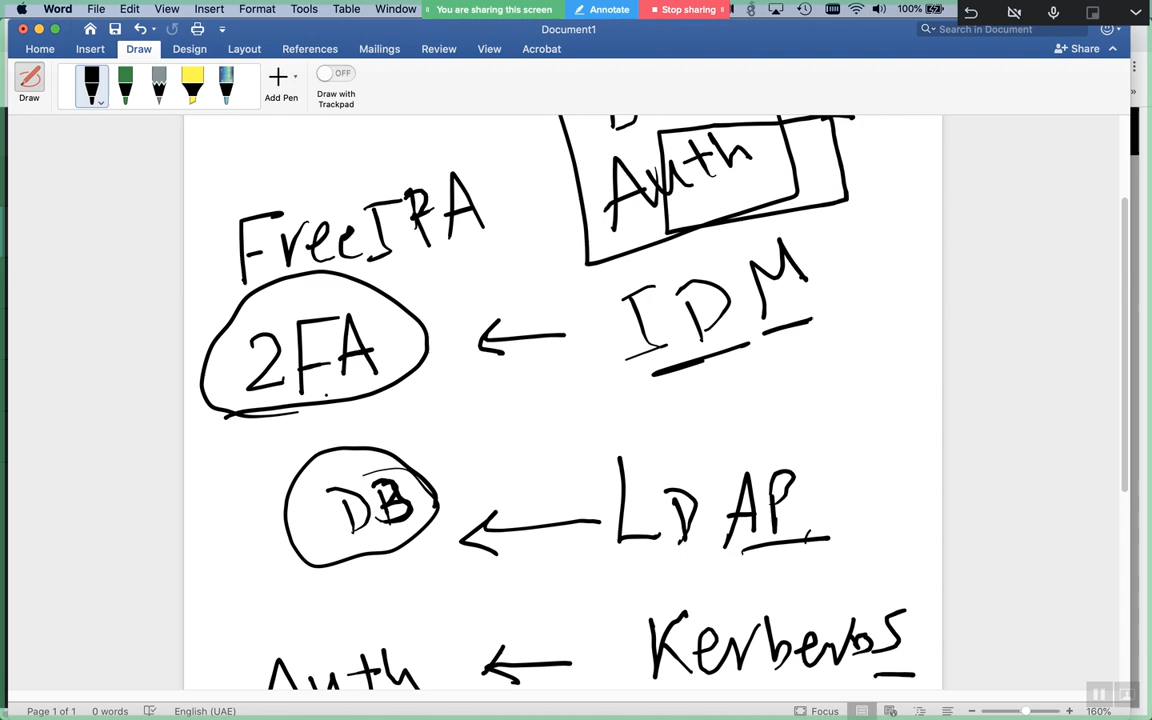 Word File Edit View Insert Format Tools Table Window You are sharing this screen Annotate Stop sharing 100%
Document1 Search in Document
Home Insert Draw Design Layout References Mailings Review View Acrobat Share
OFF
Draw Add Pen Draw with
Trackpad
Auth
FreeIPA
2FA ← IDM
DB ← LDAP
Auth ← Kerberos
Page 1 of 1 0 words English (UAE) Focus 160%